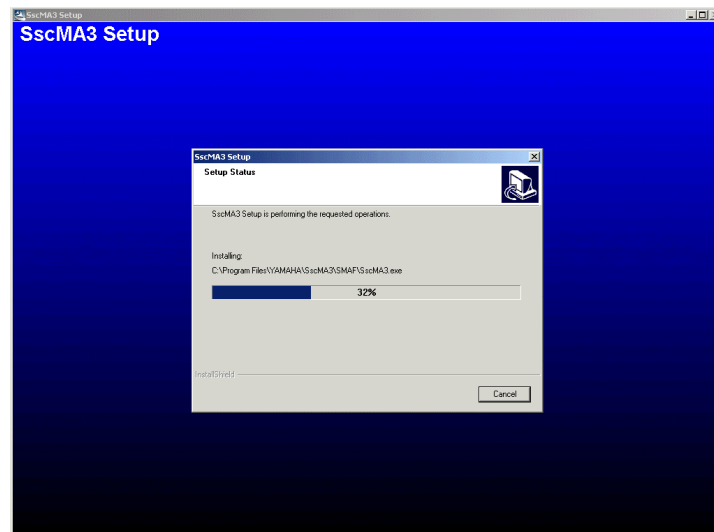 SscMA3 Setup
SscMA3 Setup
SscMA3 Setup
Setup Status
SscMA3 Setup is performing the requested operations.
Installing:
C:\Program Files\YAMAHA\SscMA3\SMAF\SscMA3.exe
32%
InstallShield
Cancel